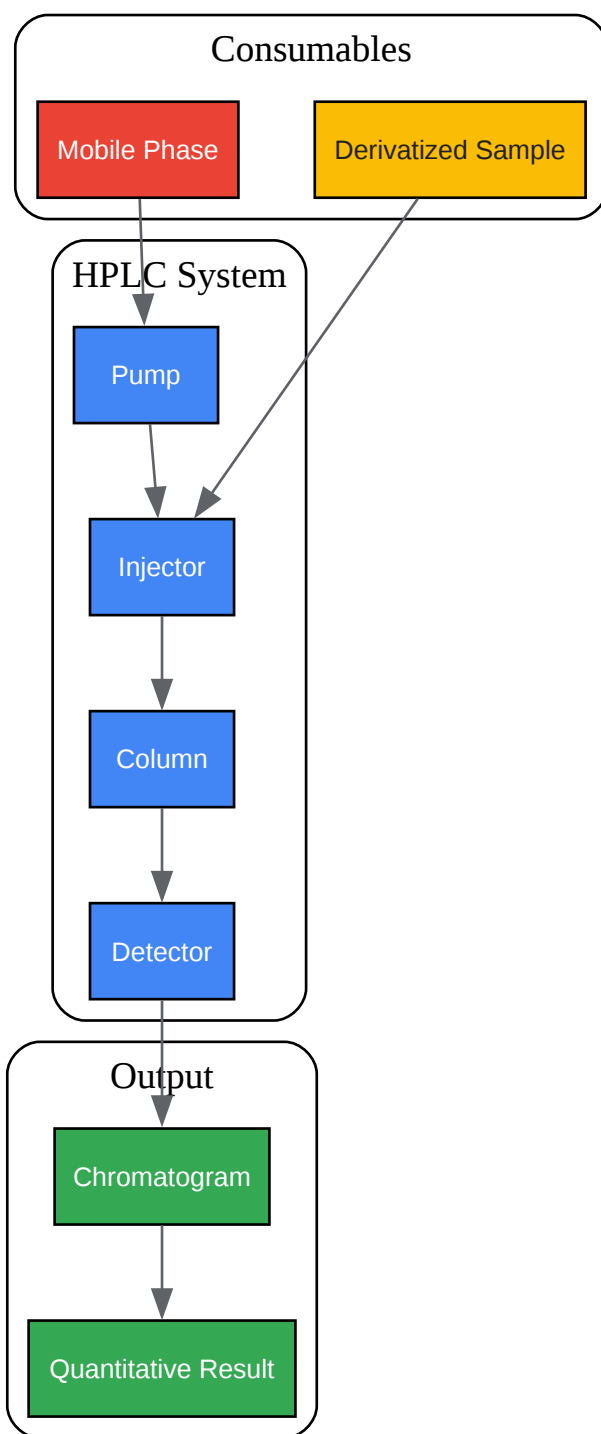 Consumables
Mobile Phase
Derivatized Sample
HPLC System
Pump
Injector
Column
Detector
Output
Chromatogram
Quantitative Result